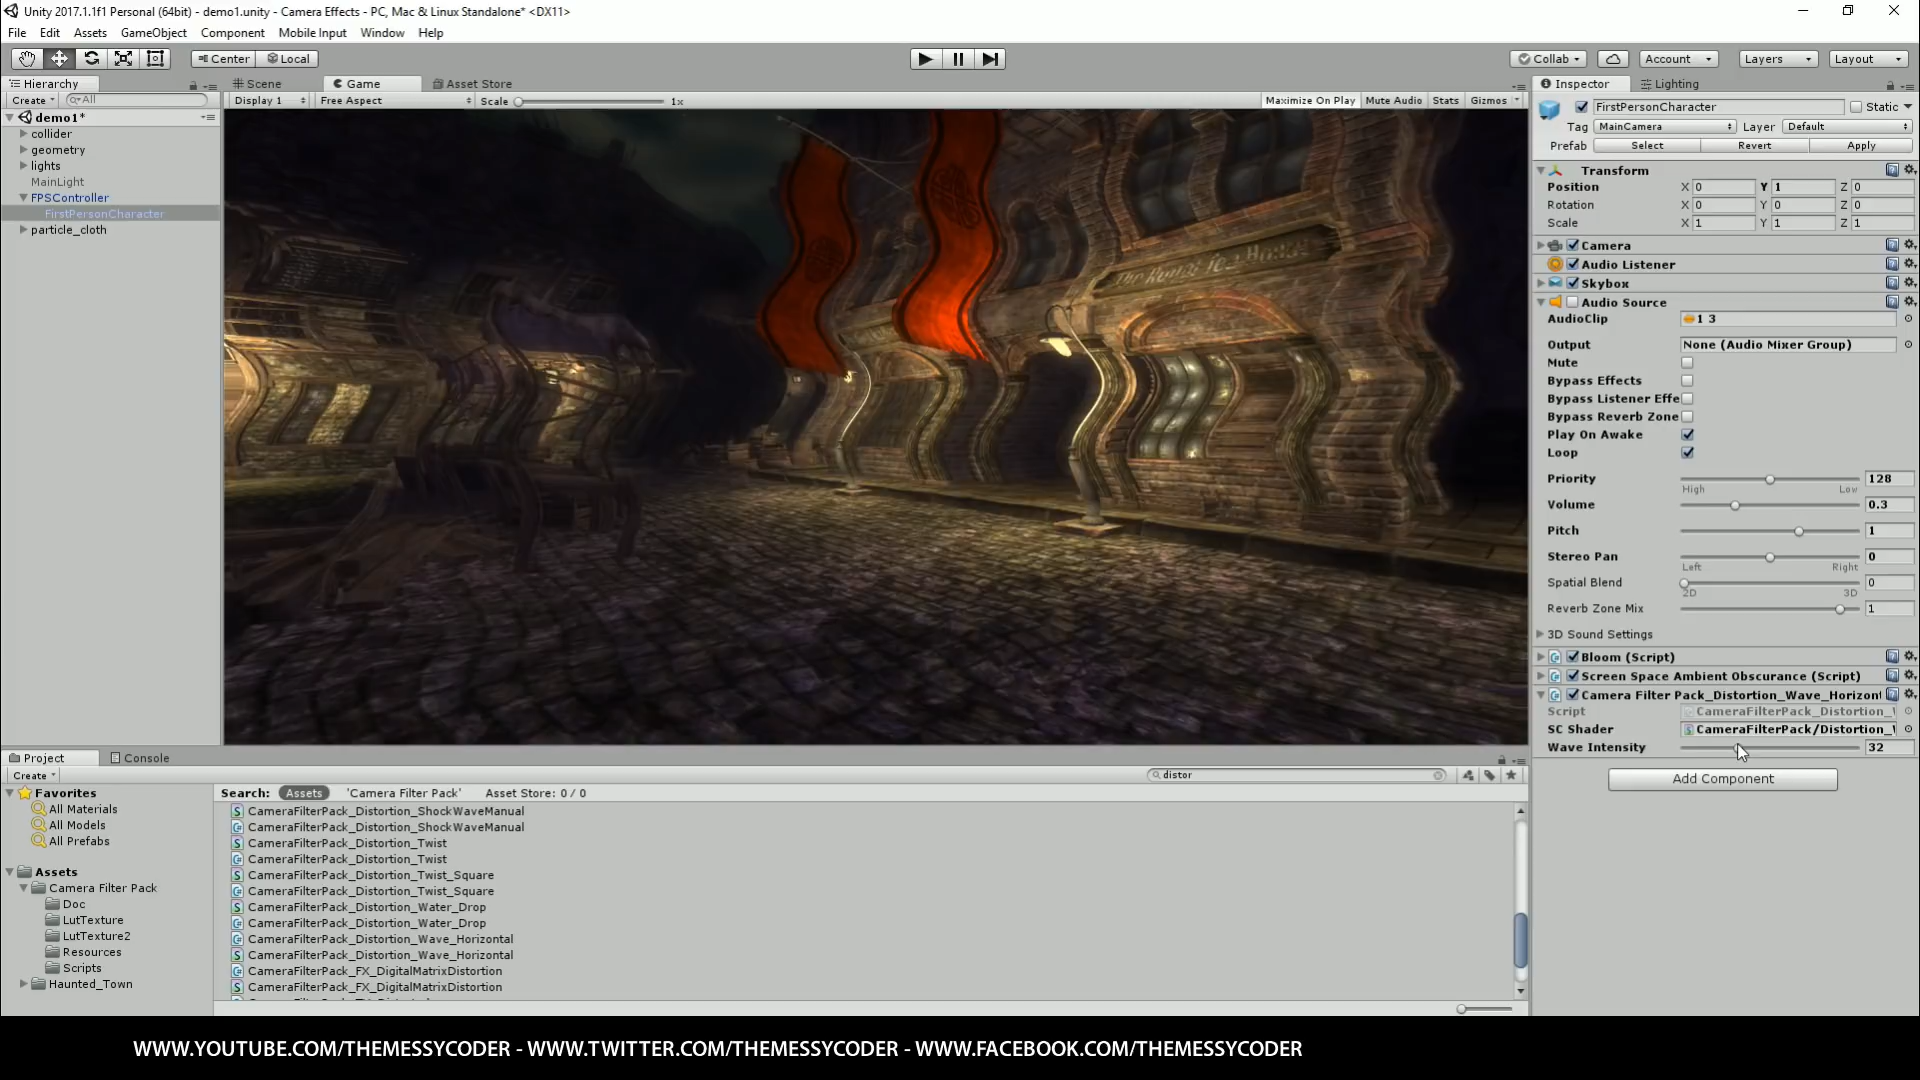 Unity 2017.1.1f1 Personal (64bit) - demo1.unity - Camera Effects - PC, Mac & Linux Standalone* <DX11>
File Edit Assets GameObject Component Mobile Input Window Help
Center Local Collab Account Layers Layout
Hierarchy Scene Game Asset Store Inspector Lighting
Create All Display 1 Free Aspect Scale 1x Maximize On Play Mute Audio Stats Gizmos
demo1*
collider
geometry
lights
MainLight
FPSController
FirstPersonCharacter
particle_cloth
FirstPersonCharacter Static
Tag MainCamera Layer Default
Prefab Select Revert Apply
Transform
Position X 0 Y 1 Z 0
Rotation X 0 Y 0 Z 0
Scale X 1 Y 1 Z 1
Camera
Audio Listener
Skybox
Audio Source
AudioClip 1 3
Output None (Audio Mixer Group)
Mute
Bypass Effects
Bypass Listener Effe
Bypass Reverb Zone
Play On Awake
Loop
Priority 128
High Low
Volume 0.3
Pitch 1
Stereo Pan 0
Left Right
Spatial Blend 0
2D 3D
Reverb Zone Mix 1
3D Sound Settings
Bloom (Script)
Screen Space Ambient Obscurance (Script)
Camera Filter Pack_Distortion_Wave_Horizont
Script CameraFilterPack_Distortion_
SC Shader CameraFilterPack/Distortion_
Wave Intensity 32
Add Component
Project Console
Create distor
Favorites
All Materials
All Models
All Prefabs
Assets
Camera Filter Pack
Doc
LutTexture
LutTexture2
Resources
Scripts
Haunted_Town
Search: Assets 'Camera Filter Pack' Asset Store: 0 / 0
CameraFilterPack_Distortion_ShockWaveManual
CameraFilterPack_Distortion_ShockWaveManual
CameraFilterPack_Distortion_Twist
CameraFilterPack_Distortion_Twist
CameraFilterPack_Distortion_Twist_Square
CameraFilterPack_Distortion_Twist_Square
CameraFilterPack_Distortion_Water_Drop
CameraFilterPack_Distortion_Water_Drop
CameraFilterPack_Distortion_Wave_Horizontal
CameraFilterPack_Distortion_Wave_Horizontal
CameraFilterPack_FX_DigitalMatrixDistortion
CameraFilterPack_FX_DigitalMatrixDistortion
WWW.YOUTUBE.COM/THEMESSYCODER - WWW.TWITTER.COM/THEMESSYCODER - WWW.FACEBOOK.COM/THEMESSYCODER